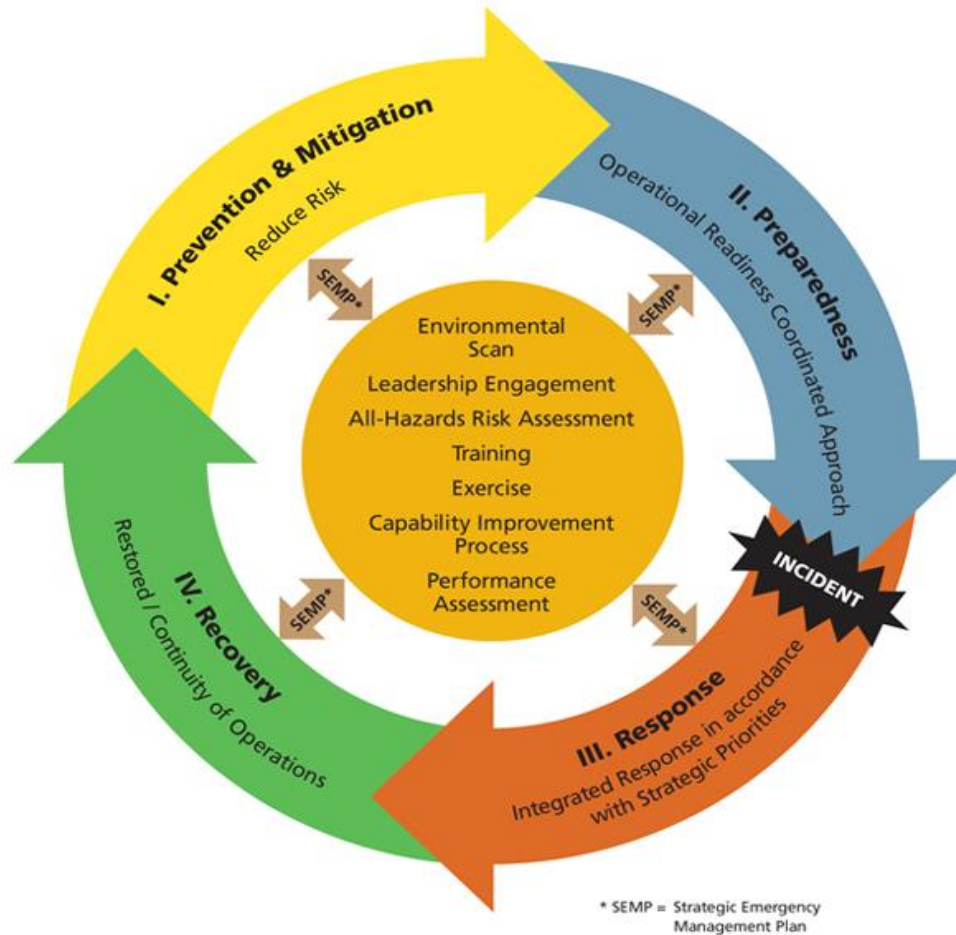 I. Prevention & Mitigation
Reduce Risk
II. Preparedness
Operational Readiness Coordinated Approach
SEMP*
SEMP*
Environmental
Scan
Leadership Engagement
All-Hazards Risk Assessment
Training
Exercise
Capability Improvement
Process
Performance
Assessment
INCIDENT
SEMP*
SEMP*
III. Response
Integrated Response in accordance
with Strategic Priorities
IV. Recovery
Restored / Continuity of Operations
* SEMP = Strategic Emergency
Management Plan